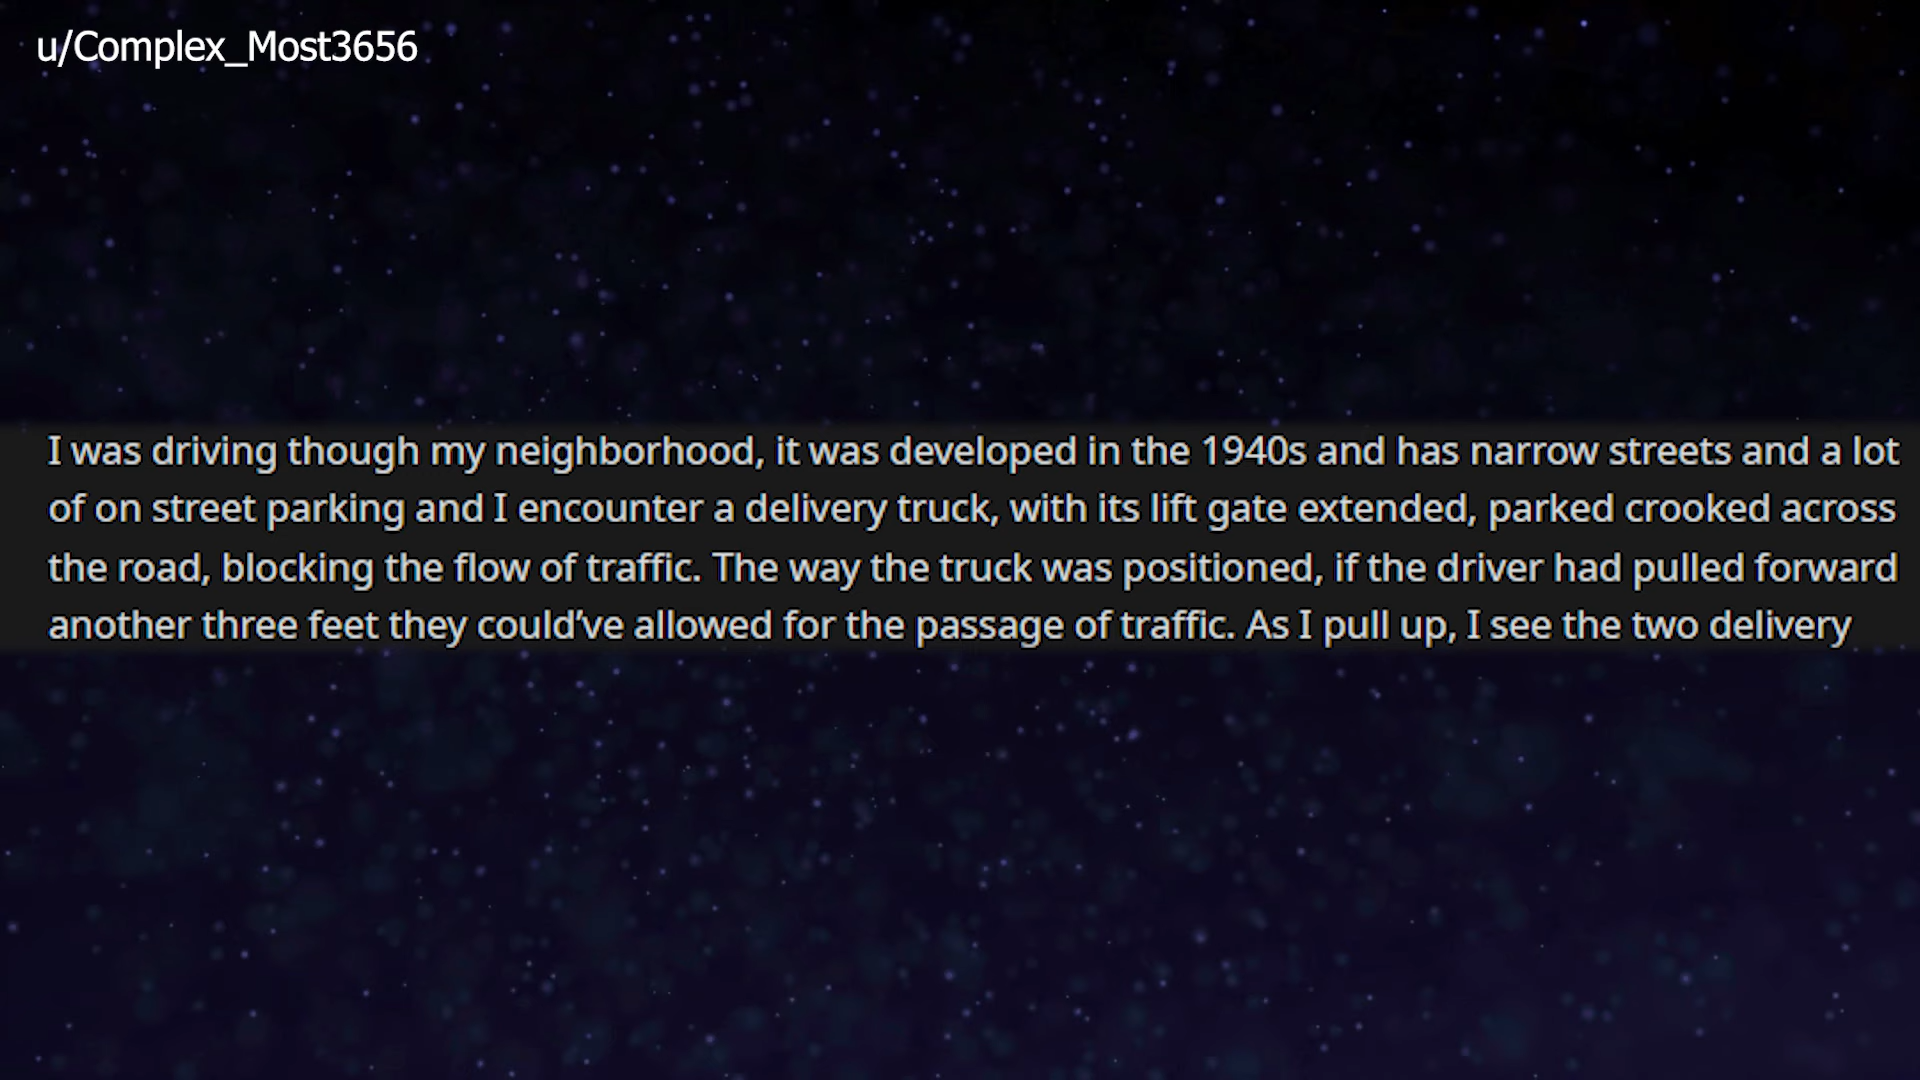 u/Complex_Most3656
I was driving though my neighborhood, it was developed in the 1940s and has narrow streets and a lot
of on street parking and I encounter a delivery truck, with its lift gate extended, parked crooked across
the road, blocking the flow of traffic. The way the truck was positioned, if the driver had pulled forward
another three feet they could’ve allowed for the passage of traffic. As I pull up, I see the two delivery